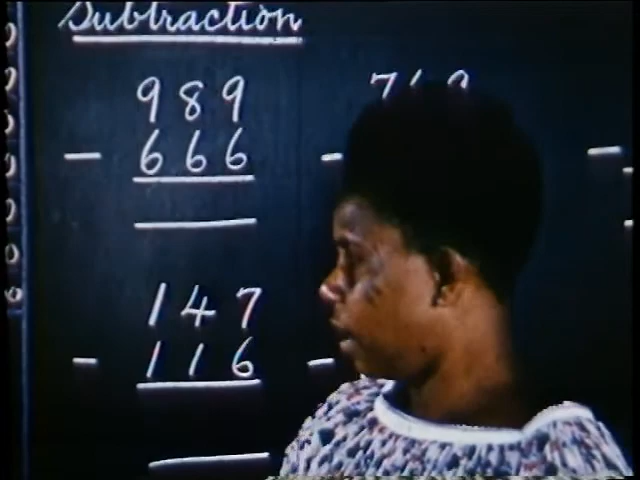 Subtraction
989
- 666
147
- 116